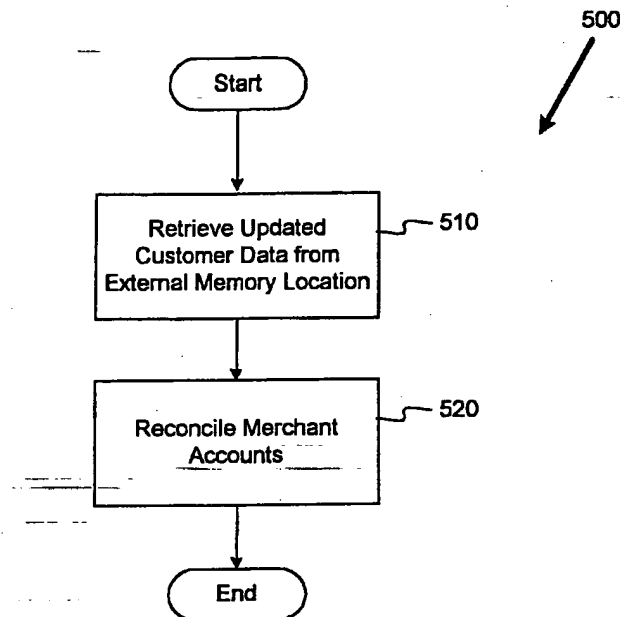 500
Start
Retrieve Updated
Customer Data from
External Memory Location
510
Reconcile Merchant
Accounts
520
End